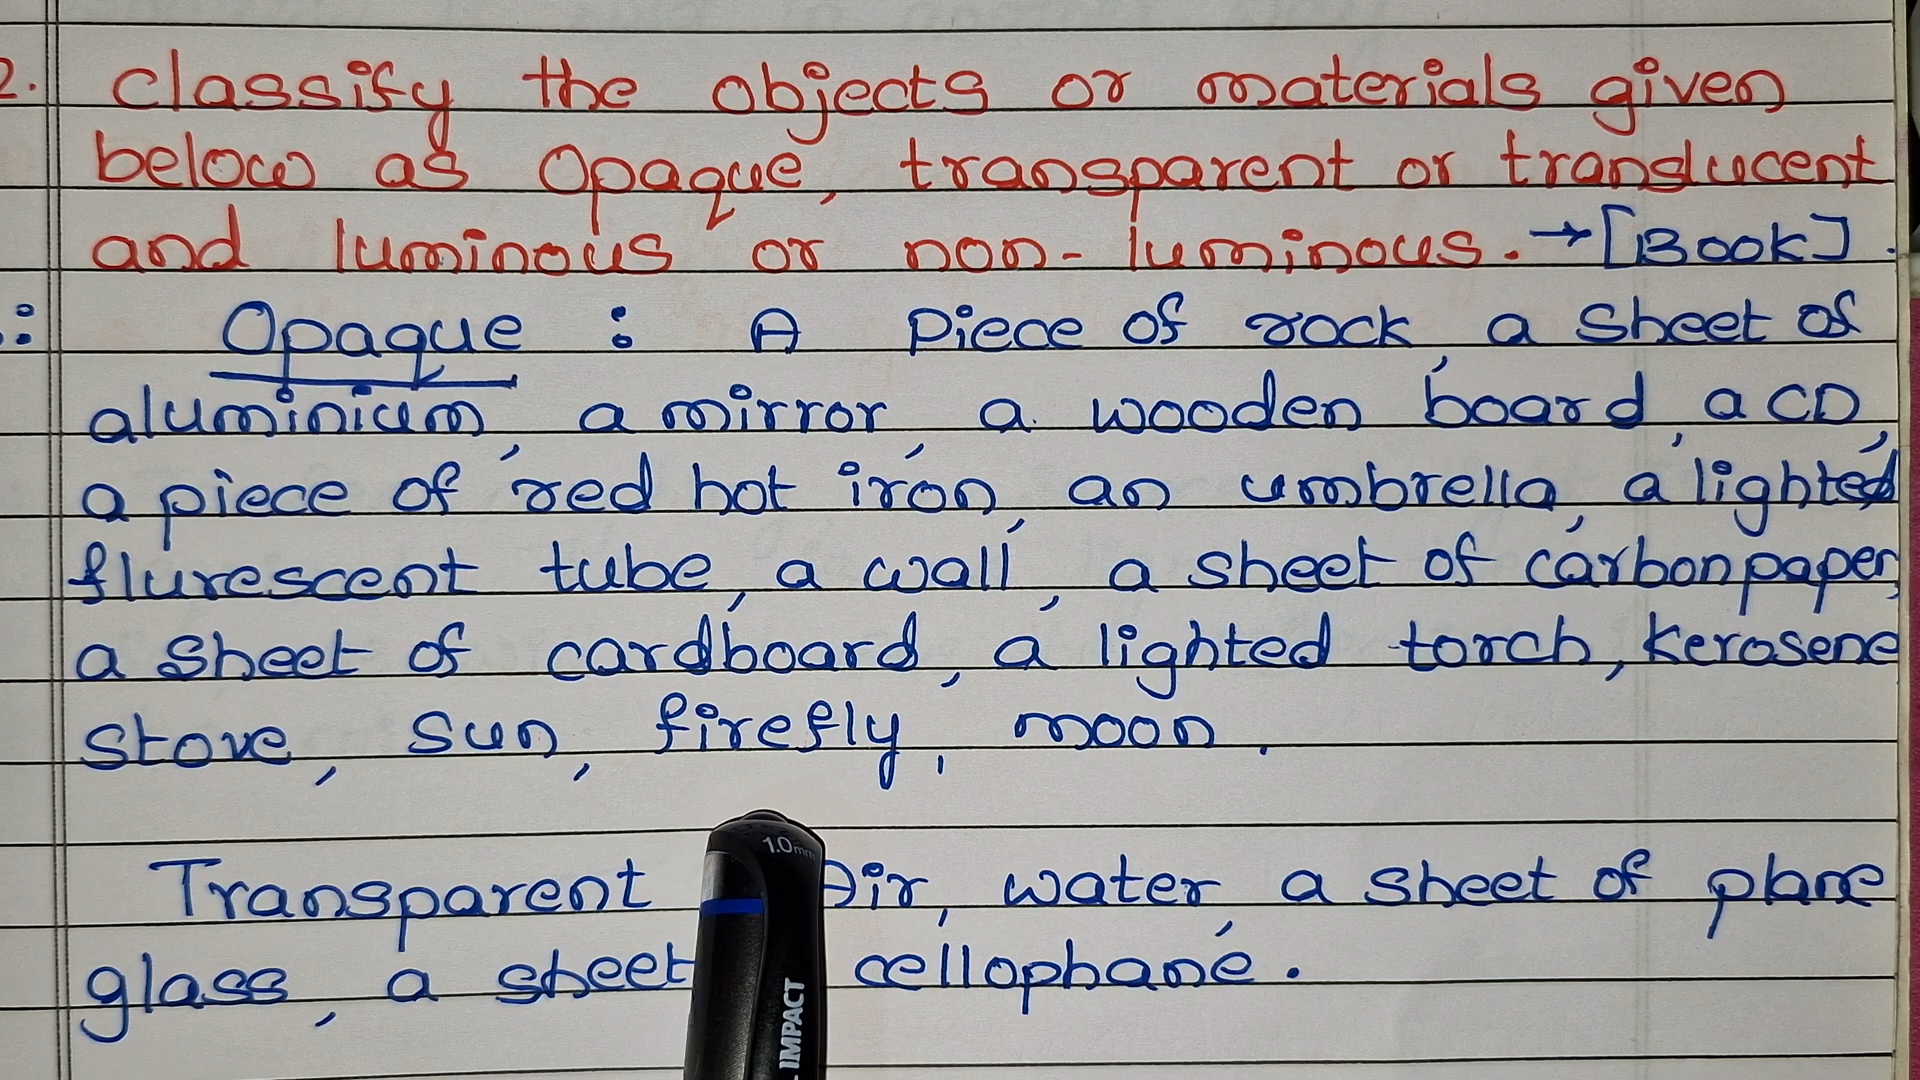 2. classify the objects or materials given
below as Opaque, transparent or translucent
and luminous or non-luminous. → [Book].
: Opaque : A piece of rock, a sheet of
aluminium, a mirror, a wooden board, a CD,
a piece of red hot iron, an umbrella, a lighted
flurescent tube, a wall, a sheet of carbonpaper,
a sheet of cardboard, a lighted torch, kerosene
stove, sun, firefly, moon.
Transparent Air, water, a sheet of plane
glass, a sheet cellophane.
1.0mm
IMPACT